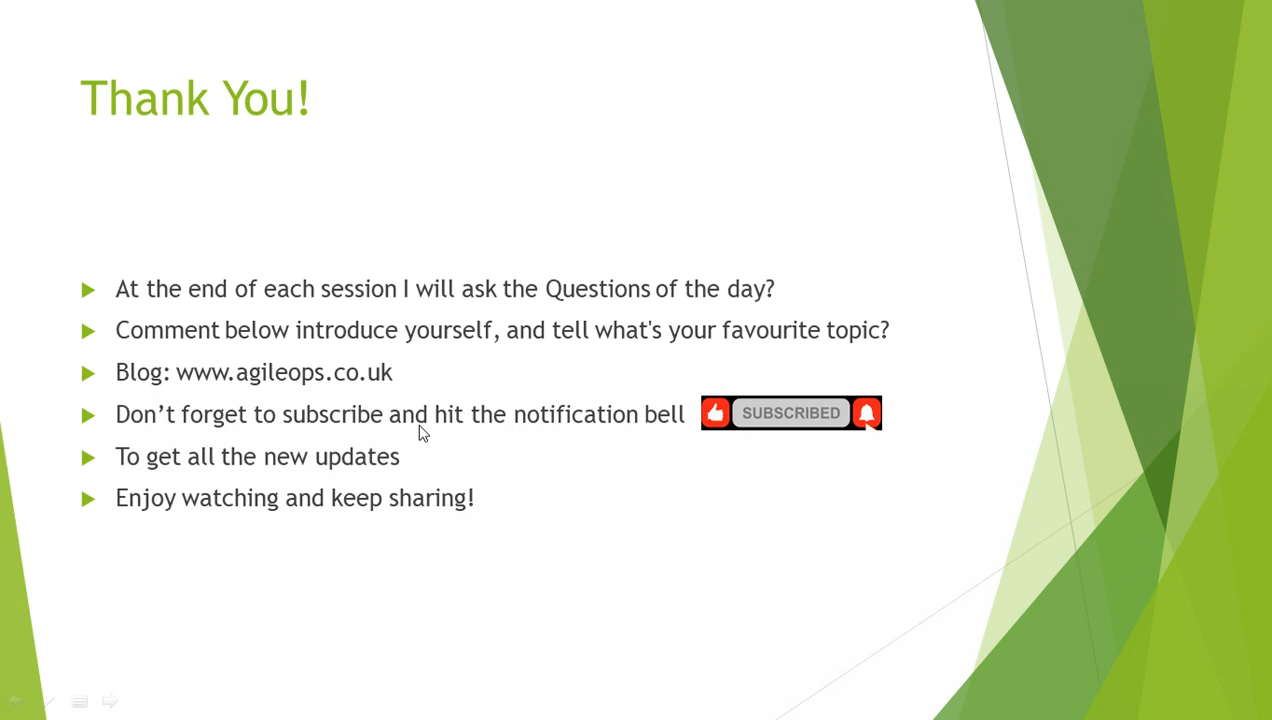 Thank You!
At the end of each session I will ask the Questions of the day?
Comment below introduce yourself, and tell what's your favourite topic?
Blog: www.agileops.co.uk
Don’t forget to subscribe and hit the notification bell SUBSCRIBED
To get all the new updates
Enjoy watching and keep sharing!